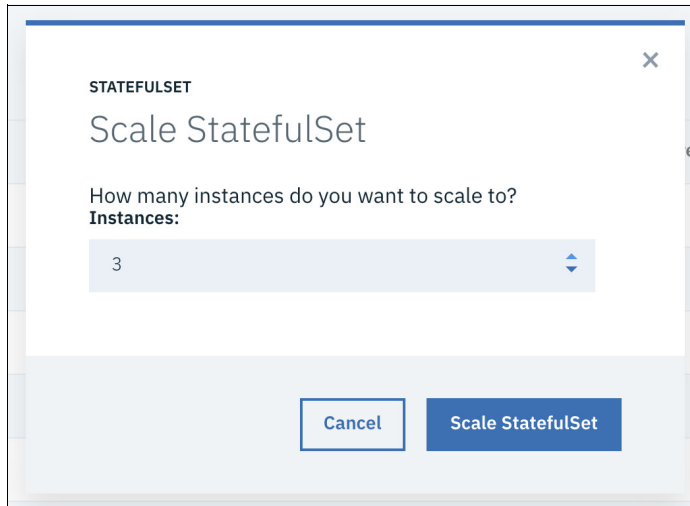 STATEFULSET
Scale StatefulSet
How many instances do you want to scale to?
Instances:
3
Cancel
Scale StatefulSet